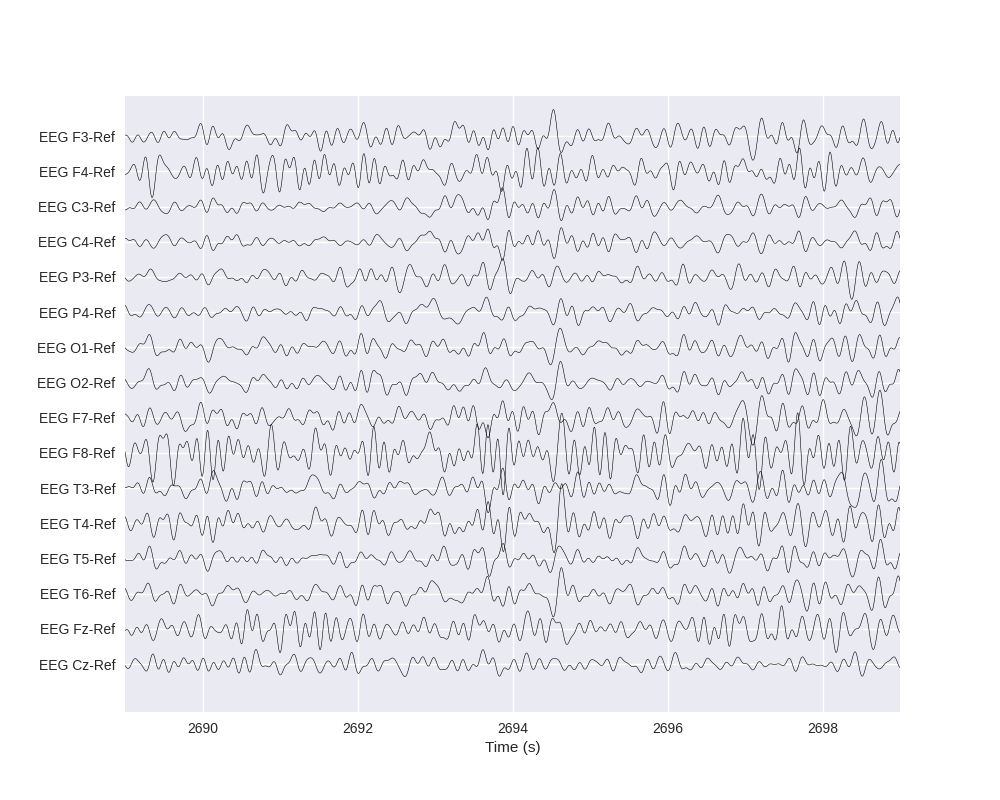 EEG F3-Ref
EEG F4-Ref
EEG C3-Ref
EEG C4-Ref
EEG P3-Ref
EEG P4-Ref
EEG O1-Ref
EEG O2-Ref
EEG F7-Ref
EEG F8-Ref
EEG T3-Ref
EEG T4-Ref
EEG T5-Ref
EEG T6-Ref
EEG Fz-Ref
EEG Cz-Ref
2690 2692 2694 2696 2698
Time (s)